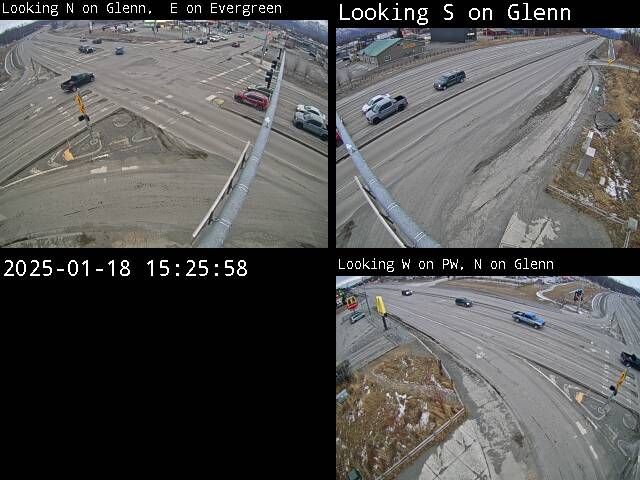 Looking N on Glenn, E on Evergreen
Looking S on Glenn
2025-01-18 15:25:58
Looking W on PW, N on Glenn